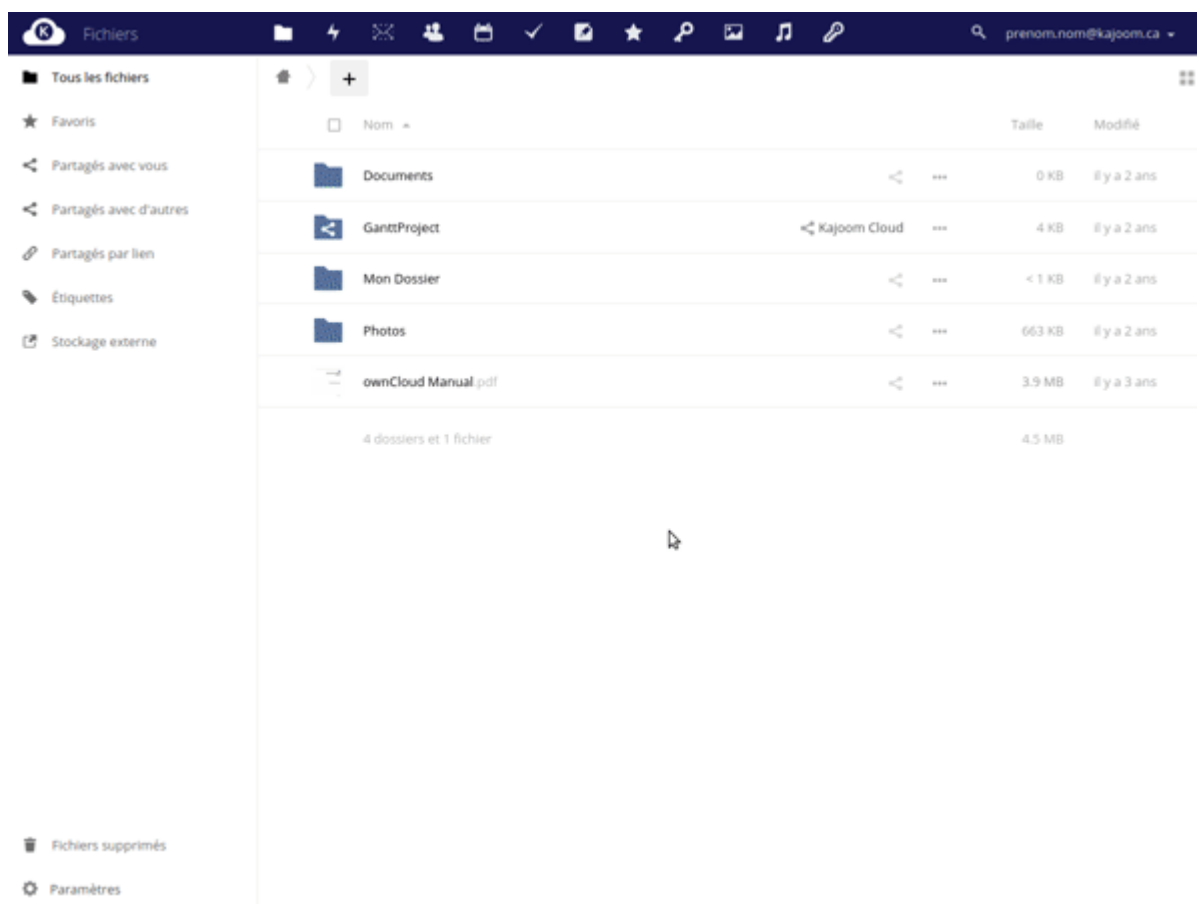 K Fichiers prenom.nom@kajoom.ca
Tous les fichiers
Favoris
Partagés avec vous
Partagés avec d'autres
Partagés par lien
Étiquettes
Stockage externe
Fichiers supprimés
Paramètres
+
Nom Taille Modifié
Documents ••• 0 KB il y a 2 ans
GanttProject Kajoom Cloud ••• 4 KB il y a 2 ans
Mon Dossier ••• < 1 KB il y a 2 ans
Photos ••• 663 KB il y a 2 ans
ownCloud Manual.pdf ••• 3.9 MB il y a 3 ans
4 dossiers et 1 fichier 4.5 MB